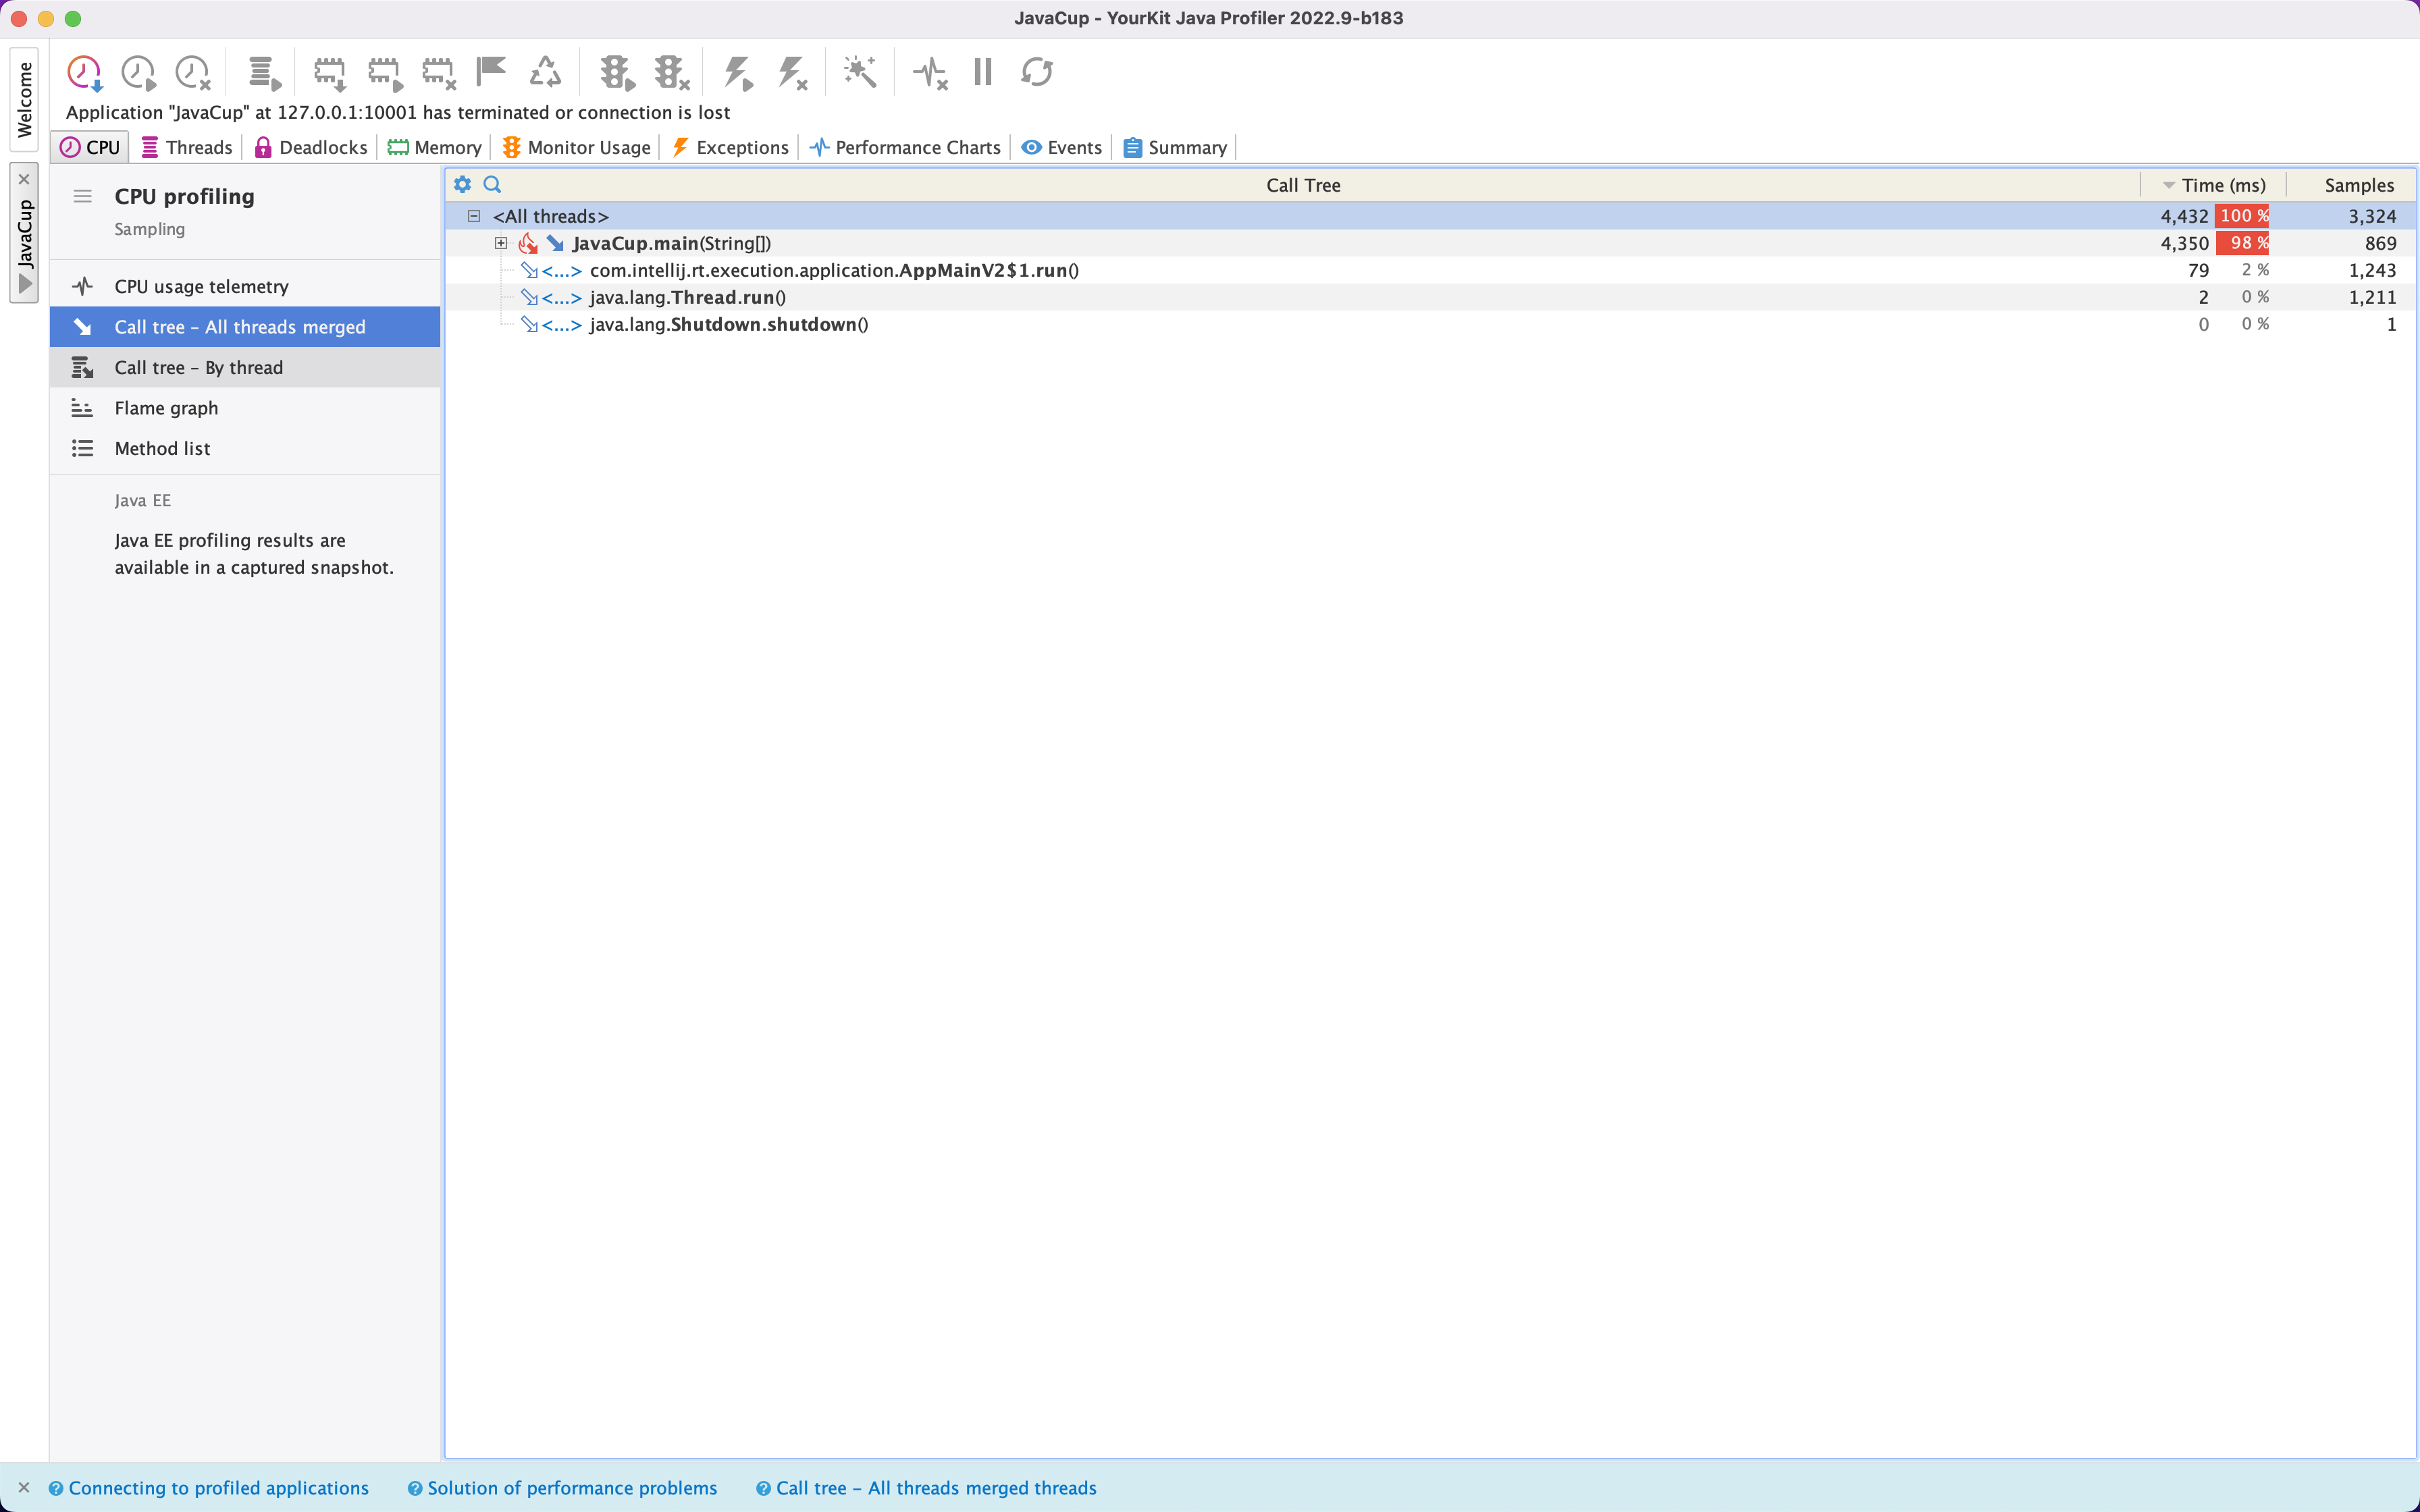 JavaCup - YourKit Java Profiler 2022.9-b183
Welcome
JavaCup
Application "JavaCup" at 127.0.0.1:10001 has terminated or connection is lost
CPU Threads Deadlocks Memory Monitor Usage Exceptions Performance Charts Events Summary
CPU profiling
Sampling
CPU usage telemetry
Call tree – All threads merged
Call tree – By thread
Flame graph
Method list
Java EE
Java EE profiling results are
available in a captured snapshot.
Call Tree Time (ms) Samples
<All threads> 4,432 100 % 3,324
JavaCup.main(String[]) 4,350 98 % 869
<...> com.intellij.rt.execution.application.AppMainV2$1.run() 79 2 % 1,243
<...> java.lang.Thread.run() 2 0 % 1,211
<...> java.lang.Shutdown.shutdown() 0 0 % 1
Connecting to profiled applications Solution of performance problems Call tree – All threads merged threads